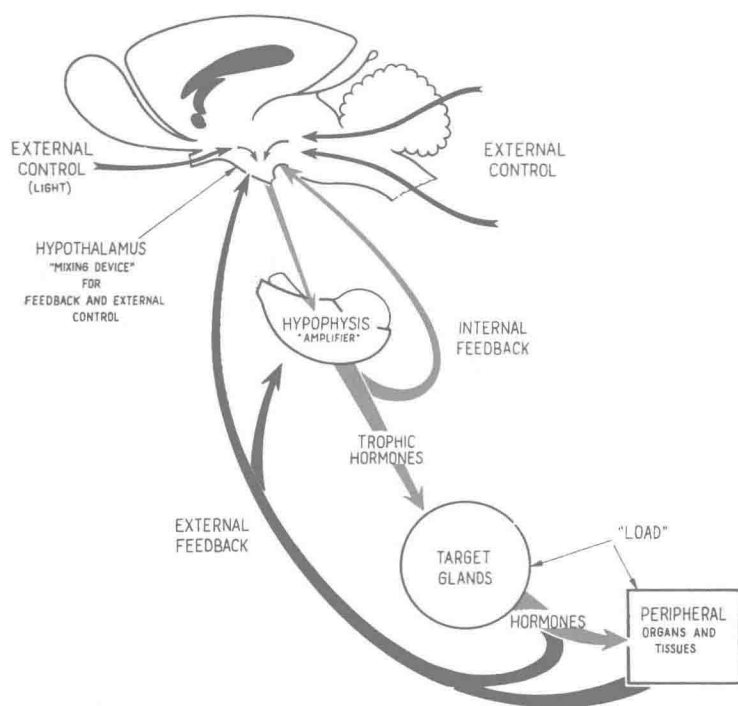 EXTERNAL
CONTROL
(LIGHT)
EXTERNAL
CONTROL
HYPOTHALAMUS
"MIXING DEVICE"
FOR
FEEDBACK AND EXTERNAL
CONTROL
HYPOPHYSIS
"AMPLIFIER"
INTERNAL
FEEDBACK
TROPHIC
HORMONES
EXTERNAL
FEEDBACK
"LOAD"
TARGET
GLANDS
HORMONES
PERIPHERAL
ORGANS AND
TISSUES